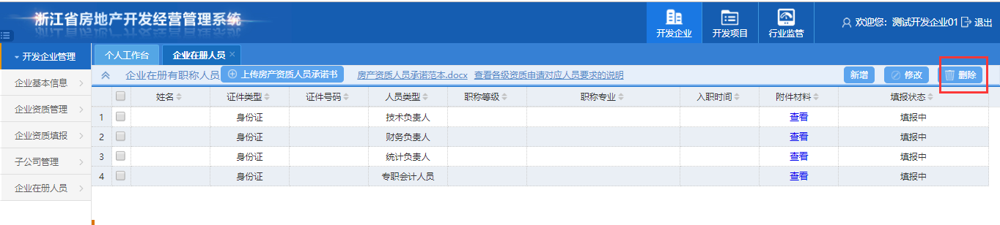 浙江省房地产开发经营管理系统
开发企业 开发项目 行业监管
欢迎您：测试开发企业01 退出
开发企业管理
企业基本信息
企业资质管理
企业资质填报
子公司管理
企业在册人员
个人工作台 企业在册人员
企业在册有职称人员 上传房产资质人员承诺书 房产资质人员承诺范本.docx 查看各级资质申请对应人员要求的说明 新增 修改 删除
姓名 证件类型 证件号码 人员类型 职称等级 职称专业 入职时间 附件材料 填报状态
1 身份证 技术负责人 查看 填报中
2 身份证 财务负责人 查看 填报中
3 身份证 统计负责人 查看 填报中
4 身份证 专职会计人员 查看 填报中